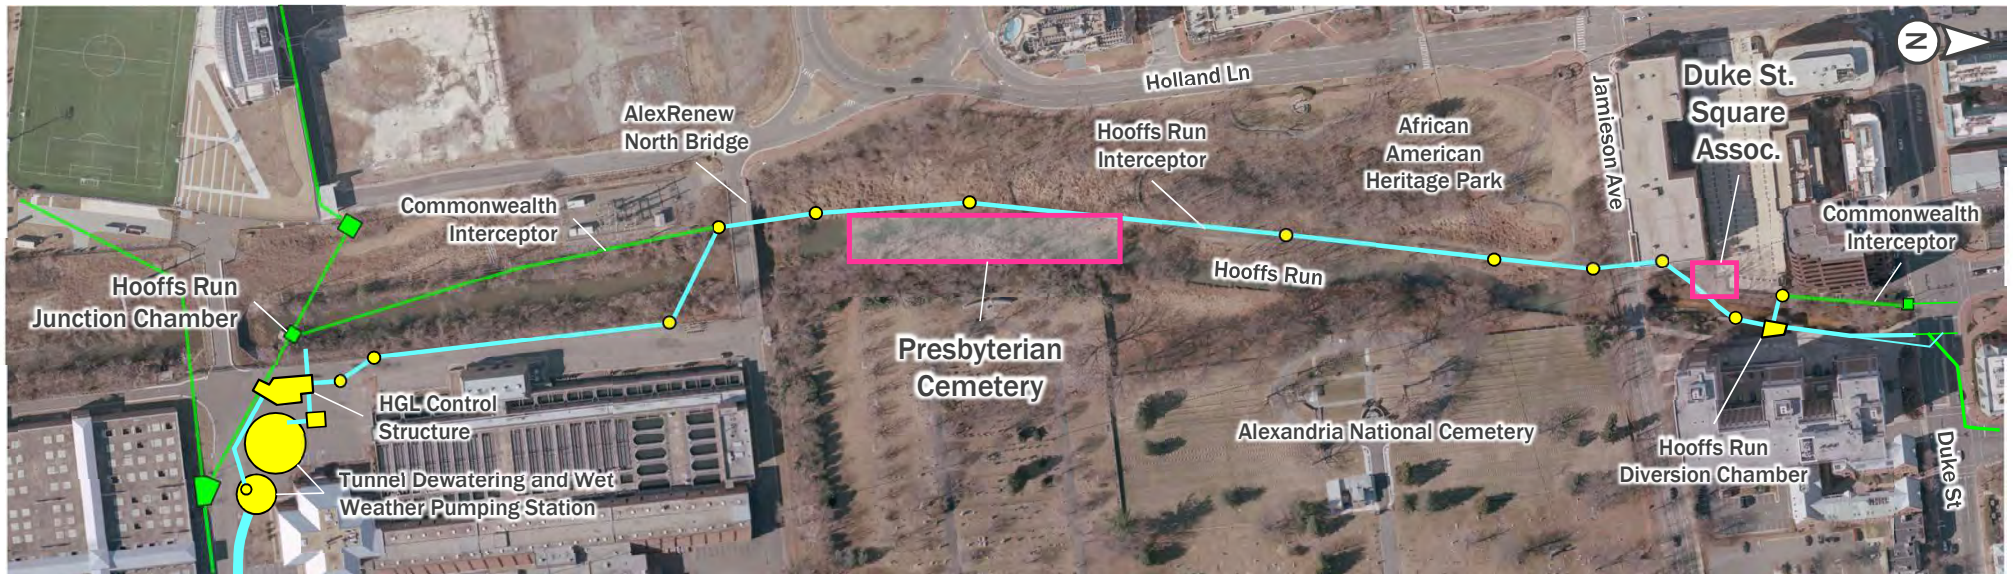 N
Duke St.
Square
Assoc.
Holland Ln
Jamieson Ave
AlexRenew
North Bridge
Hooffs Run
Interceptor
African
American
Heritage Park
Commonwealth
Interceptor
Commonwealth
Interceptor
Hooffs Run
Hooffs Run
Junction Chamber
Presbyterian
Cemetery
HGL Control
Structure
Alexandria National Cemetery
Hooffs Run
Diversion Chamber
Duke St
Tunnel Dewatering and Wet
Weather Pumping Station